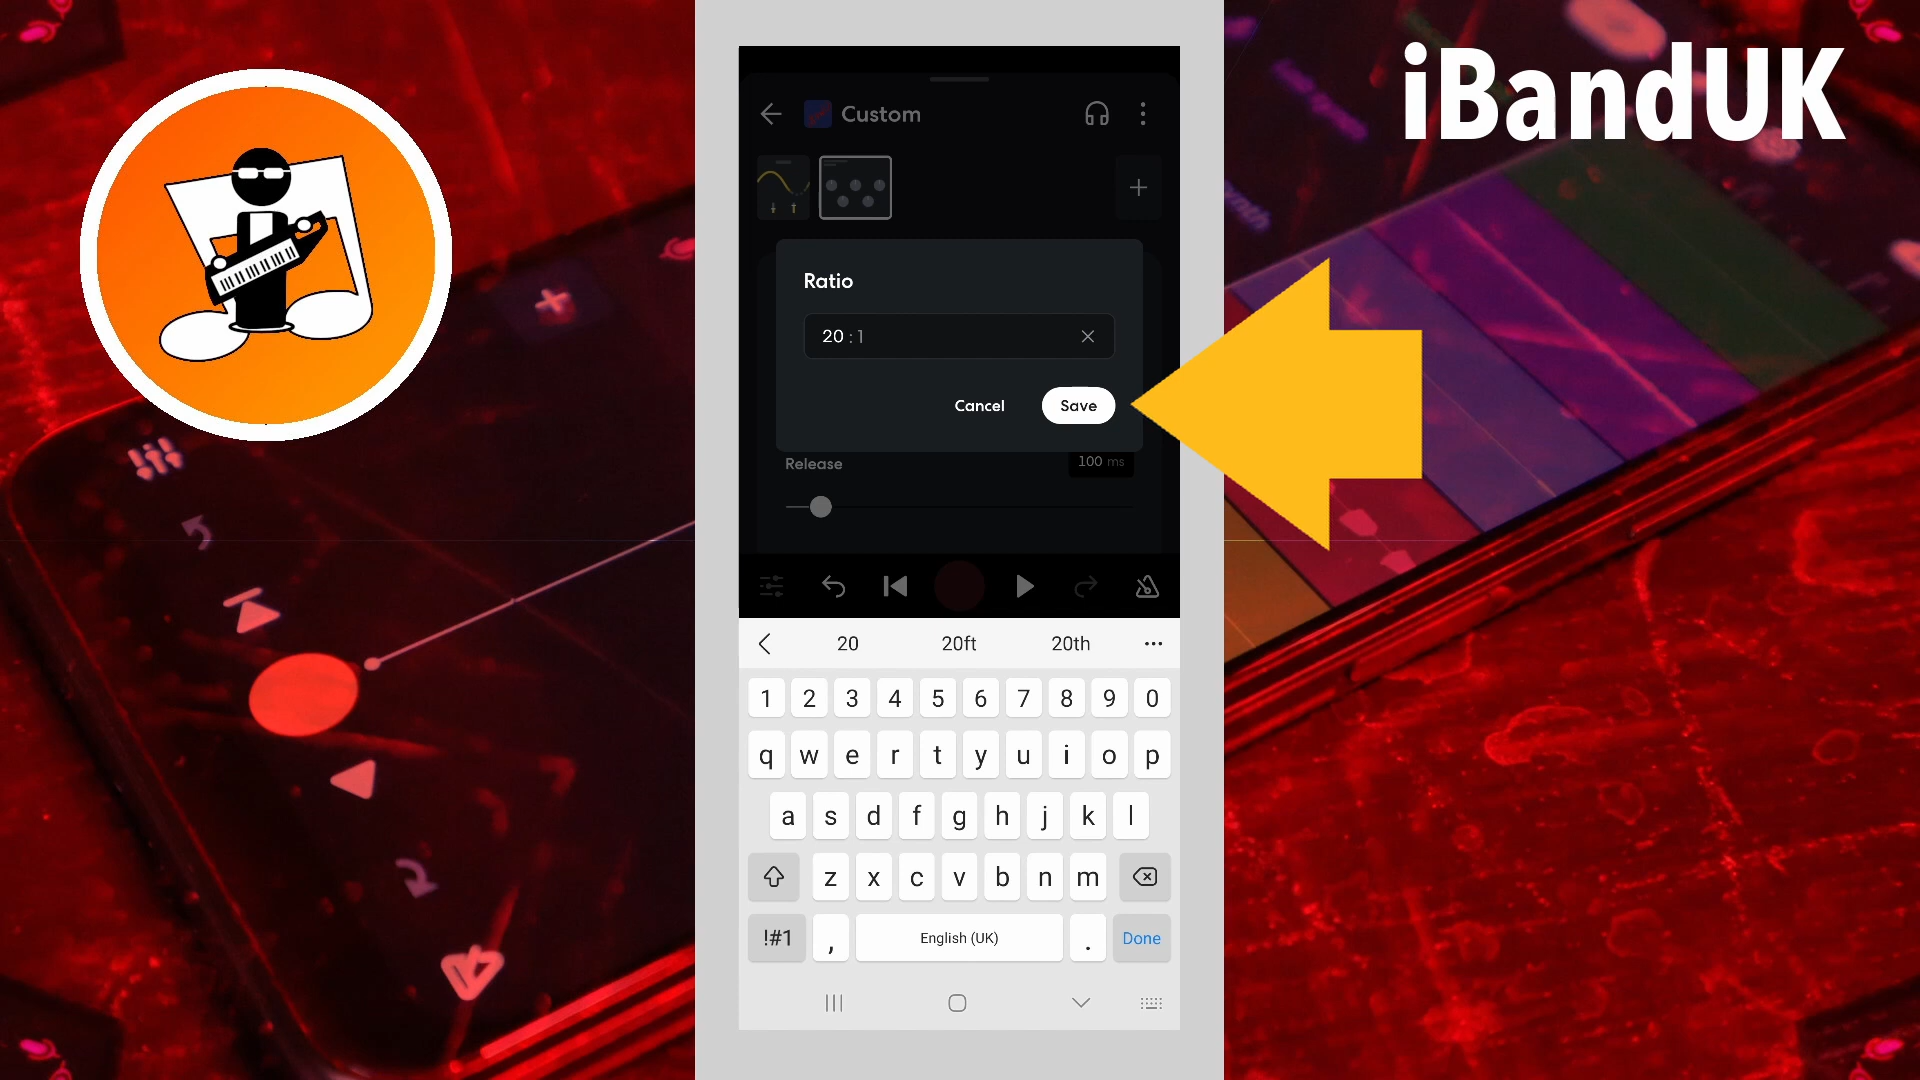 iBandUK
Custom
Ratio
20 : 1
Cancel
Save
Release
100 ms
20
20ft
20th
1 2 3 4 5 6 7 8 9 0
q w e r t y u i o p
a s d f g h j k l
z x c v b n m
!#1 , English (UK) . Done